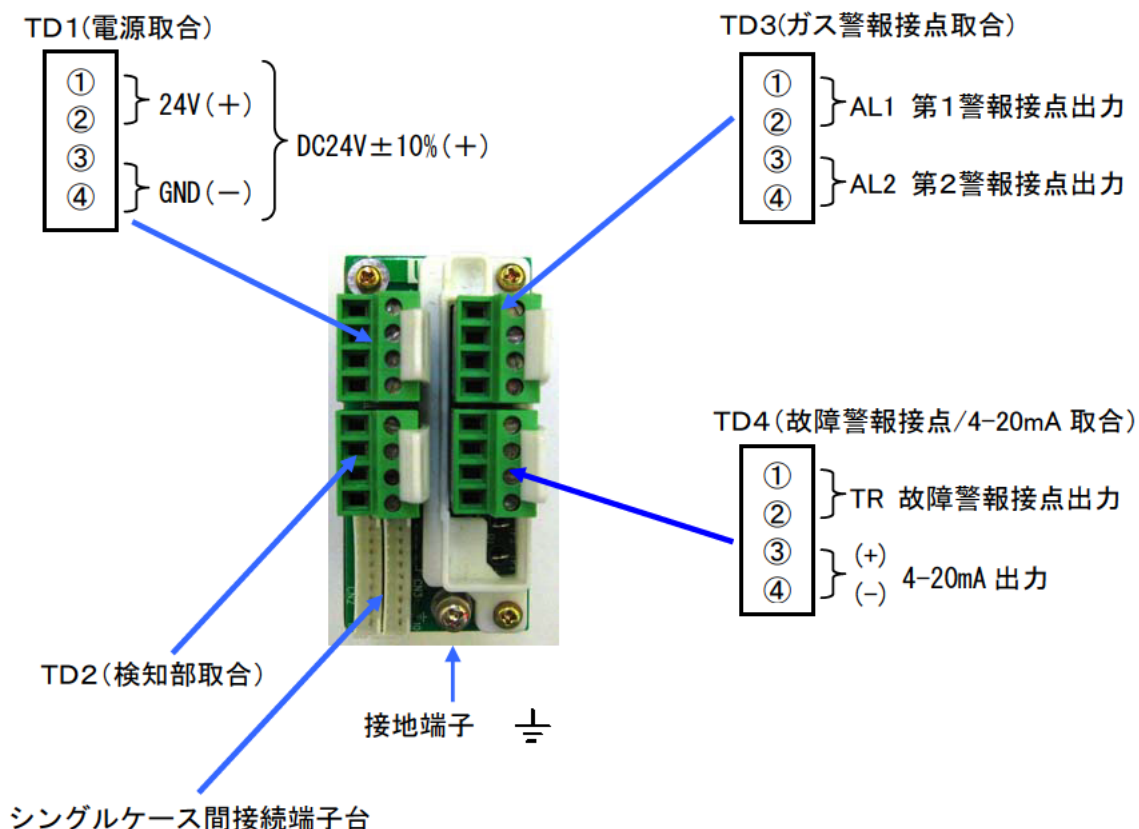 TD1(電源取合)
①
②
③
④
24V(+)
GND(-)
DC24V±10%(+)
TD3(ガス警報接点取合)
①
②
③
④
AL1 第1警報接点出力
AL2 第2警報接点出力
TD4(故障警報接点/4-20mA 取合)
①
②
③
④
TR 故障警報接点出力
(+)
(-)
4-20mA 出力
CN2
CN3
TD2(検知部取合)
接地端子
シングルケース間接続端子台